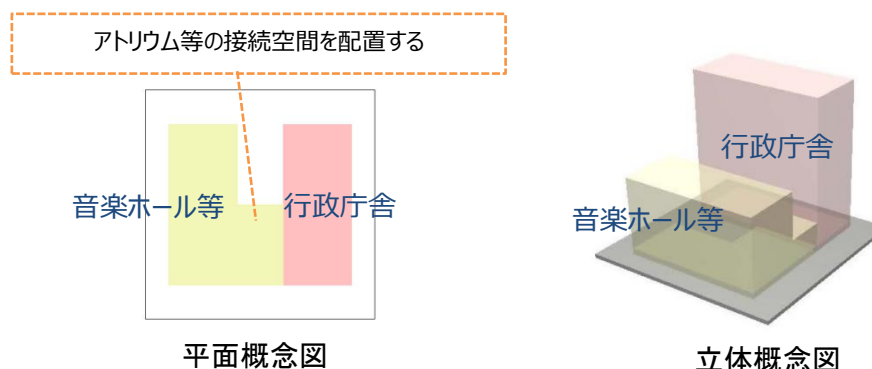 アトリウム等の接続空間を配置する
音楽ホール等
行政庁舎
平面概念図
行政庁舎
音楽ホール等
立体概念図